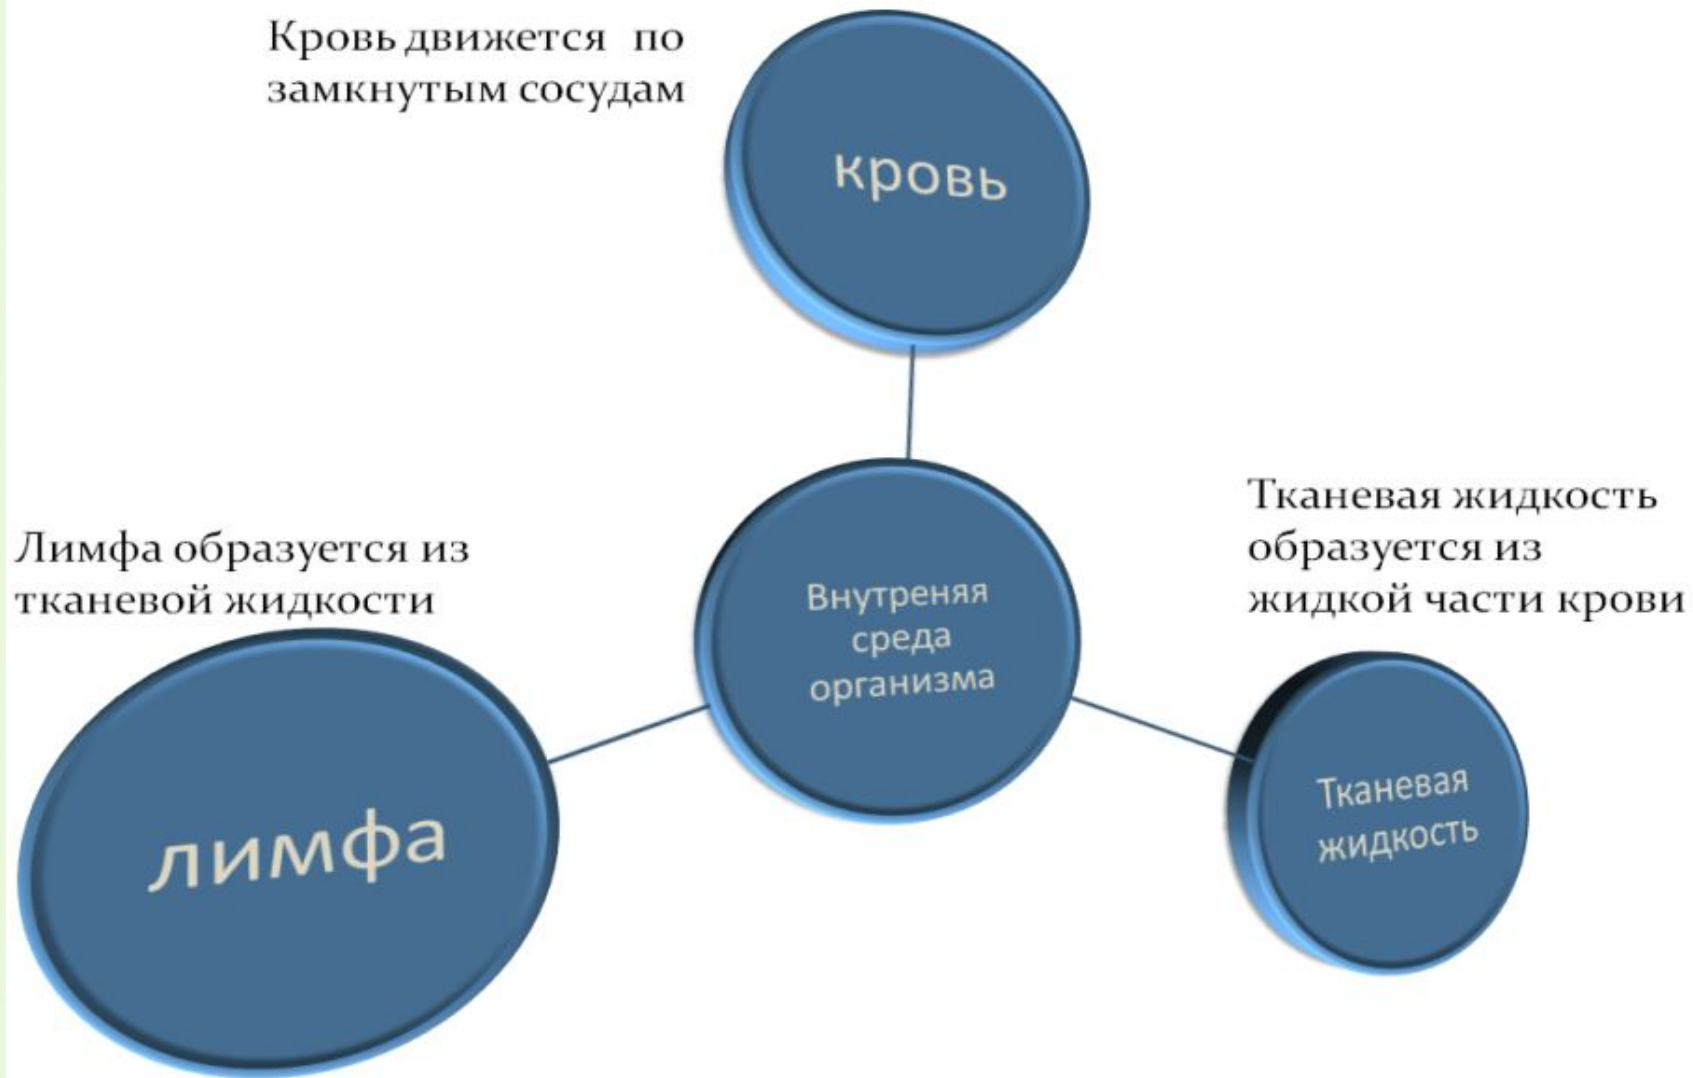 Кровь движется по
замкнутым сосудам
кровь
Тканевая жидкость
образуется из
жидкой части крови
Лимфа образуется из
тканевой жидкости
Внутреняя
среда
организма
Тканевая
жидкость
лимфа